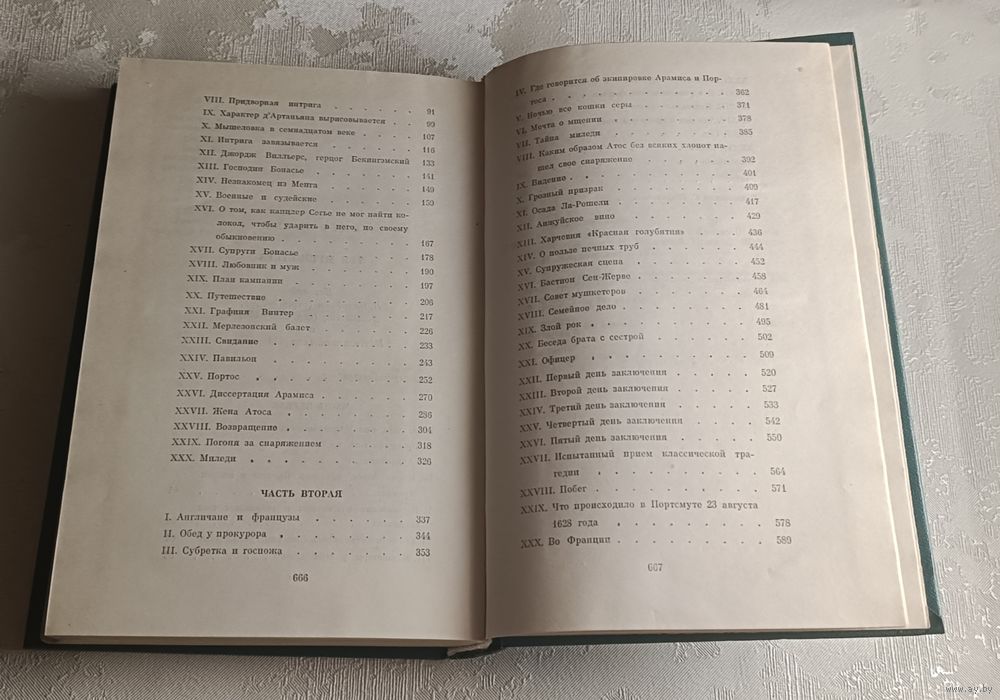 VIII. Придворная интрига . . . . . . 91
IX. Характер д'Артаньяна вырисовывается . . 99
X. Мышеловка в семнадцатом веке . . . . 107
XI. Интрига завязывается . . . . . . 116
XII. Джордж Вилльерс, герцог Бекингэмский 133
XIII. Господин Бонасье . . . . . . 141
XIV. Незнакомец из Менга . . . . . . 149
XV. Военные и судейские . . . . . . 159
XVI. О том, как канцлер Сегье не мог найти ко-
локол, чтобы ударить в него, по своему
обыкновению . . . . . . . 167
XVII. Супруги Бонасье . . . . . . 178
XVIII. Любовник и муж . . . . . . 190
XIX. План кампании . . . . . . 197
XX. Путешествие . . . . . . . 206
XXI. Графиня Винтер . . . . . . 217
XXII. Мерлезонский балет . . . . . . 226
XXIII. Свидание . . . . . . . . 233
XXIV. Павильон . . . . . . . . 243
XXV. Портос . . . . . . . . 252
XXVI. Диссертация Арамиса . . . . . . 270
XXVII. Жена Атоса . . . . . . . 286
XXVIII. Возвращение . . . . . . . 304
XXIX. Погоня за снаряжением . . . . . 318
XXX. Миледи . . . . . . . . 326
ЧАСТЬ ВТОРАЯ
I. Англичане и французы . . . . . . 337
II. Обед у прокурора . . . . . . . 344
III. Субретка и госпожа . . . . . . . 353
666
IV. Где говорится об экипировке Арамиса и Пор-
тоса . . . . . . . . . 362
V. Ночью все кошки серы . . . . . . 371
VI. Мечта о мщении . . . . . . . 378
VII. Тайна миледи . . . . . . . 385
VIII. Каким образом Атос без всяких хлопот на-
шел свое снаряжение . . . . . . 392
IX. Видение . . . . . . . . . 401
X. Грозный призрак . . . . . . . 409
XI. Осада Ла-Рошели . . . . . . . 417
XII. Анжуйское вино . . . . . . . 429
XIII. Харчевня «Красная голубятня» . . . . 436
XIV. О пользе печных труб . . . . . . 444
XV. Супружеская сцена . . . . . . 452
XVI. Бастион Сен-Жерве . . . . . . 458
XVII. Совет мушкетеров . . . . . . 464
XVIII. Семейное дело . . . . . . . 481
XIX. Злой рок . . . . . . . . 495
XX. Беседа брата с сестрой . . . . . 502
XXI. Офицер . . . . . . . . 509
XXII. Первый день заключения . . . . . 520
XXIII. Второй день заключения . . . . . 527
XXIV. Третий день заключения . . . . . 533
XXV. Четвертый день заключения . . . . 542
XXVI. Пятый день заключения . . . . . 550
XXVII. Испытанный прием классической тра-
гедии . . . . . . . . . 564
XXVIII. Побег . . . . . . . . . 571
XXIX. Что происходило в Портсмуте 23 августа
1628 года . . . . . . . . 578
XXX. Во Франции . . . . . . . . 589
667
www.ay.by